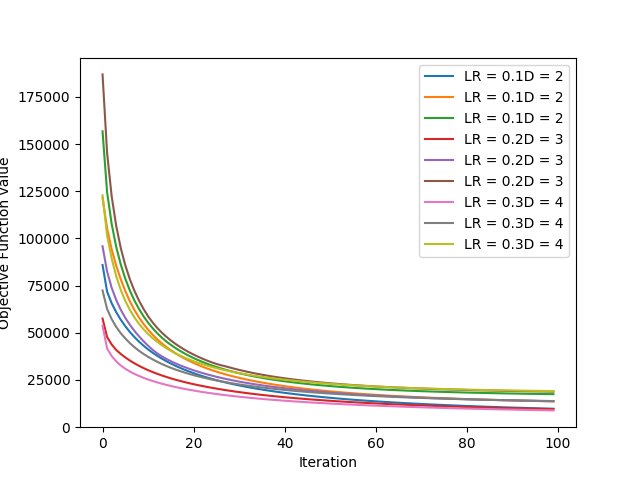 175000
150000
125000
100000
75000
50000
25000
0
Objective Function Value
LR = 0.1D = 2
LR = 0.1D = 2
LR = 0.1D = 2
LR = 0.2D = 3
LR = 0.2D = 3
LR = 0.2D = 3
LR = 0.3D = 4
LR = 0.3D = 4
LR = 0.3D = 4
0 20 40 60 80 100
Iteration